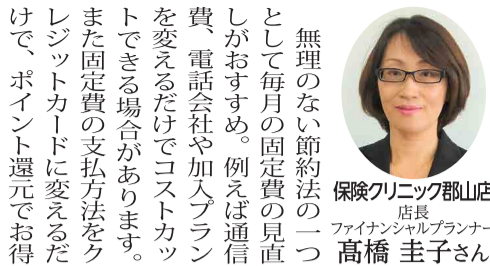 無理のない節約法の一つ
として毎月の固定費の見直
しがおすすめ。例えば通信
費、電話会社や加入プラン
を変えるだけでコストカッ
トできる場合があります。
また固定費の支払方法をク
レジットカードに変えるだ
けで、ポイント還元でお得
保険クリニック郡山店
店長
ファイナンシャルプランナー
髙橋 圭子さん